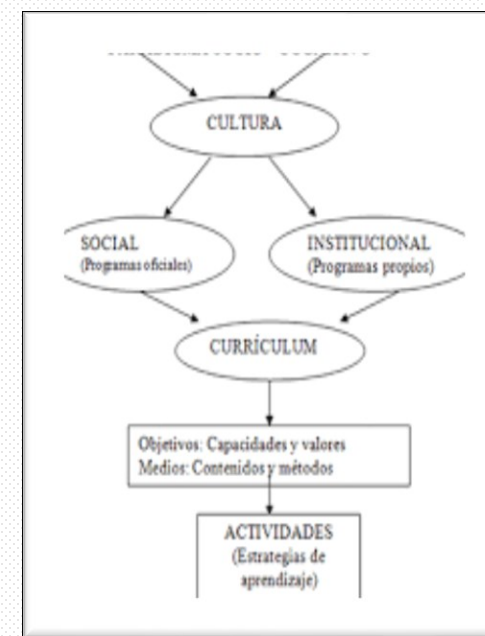 CULTURA
SOCIAL
(Programas oficiales)
INSTITUCIONAL
(Programas propios)
CURRÍCULUM
Objetivos: Capacidades y valores
Medios: Contenidos y métodos
ACTIVIDADES
(Estrategias de
aprendizaje)